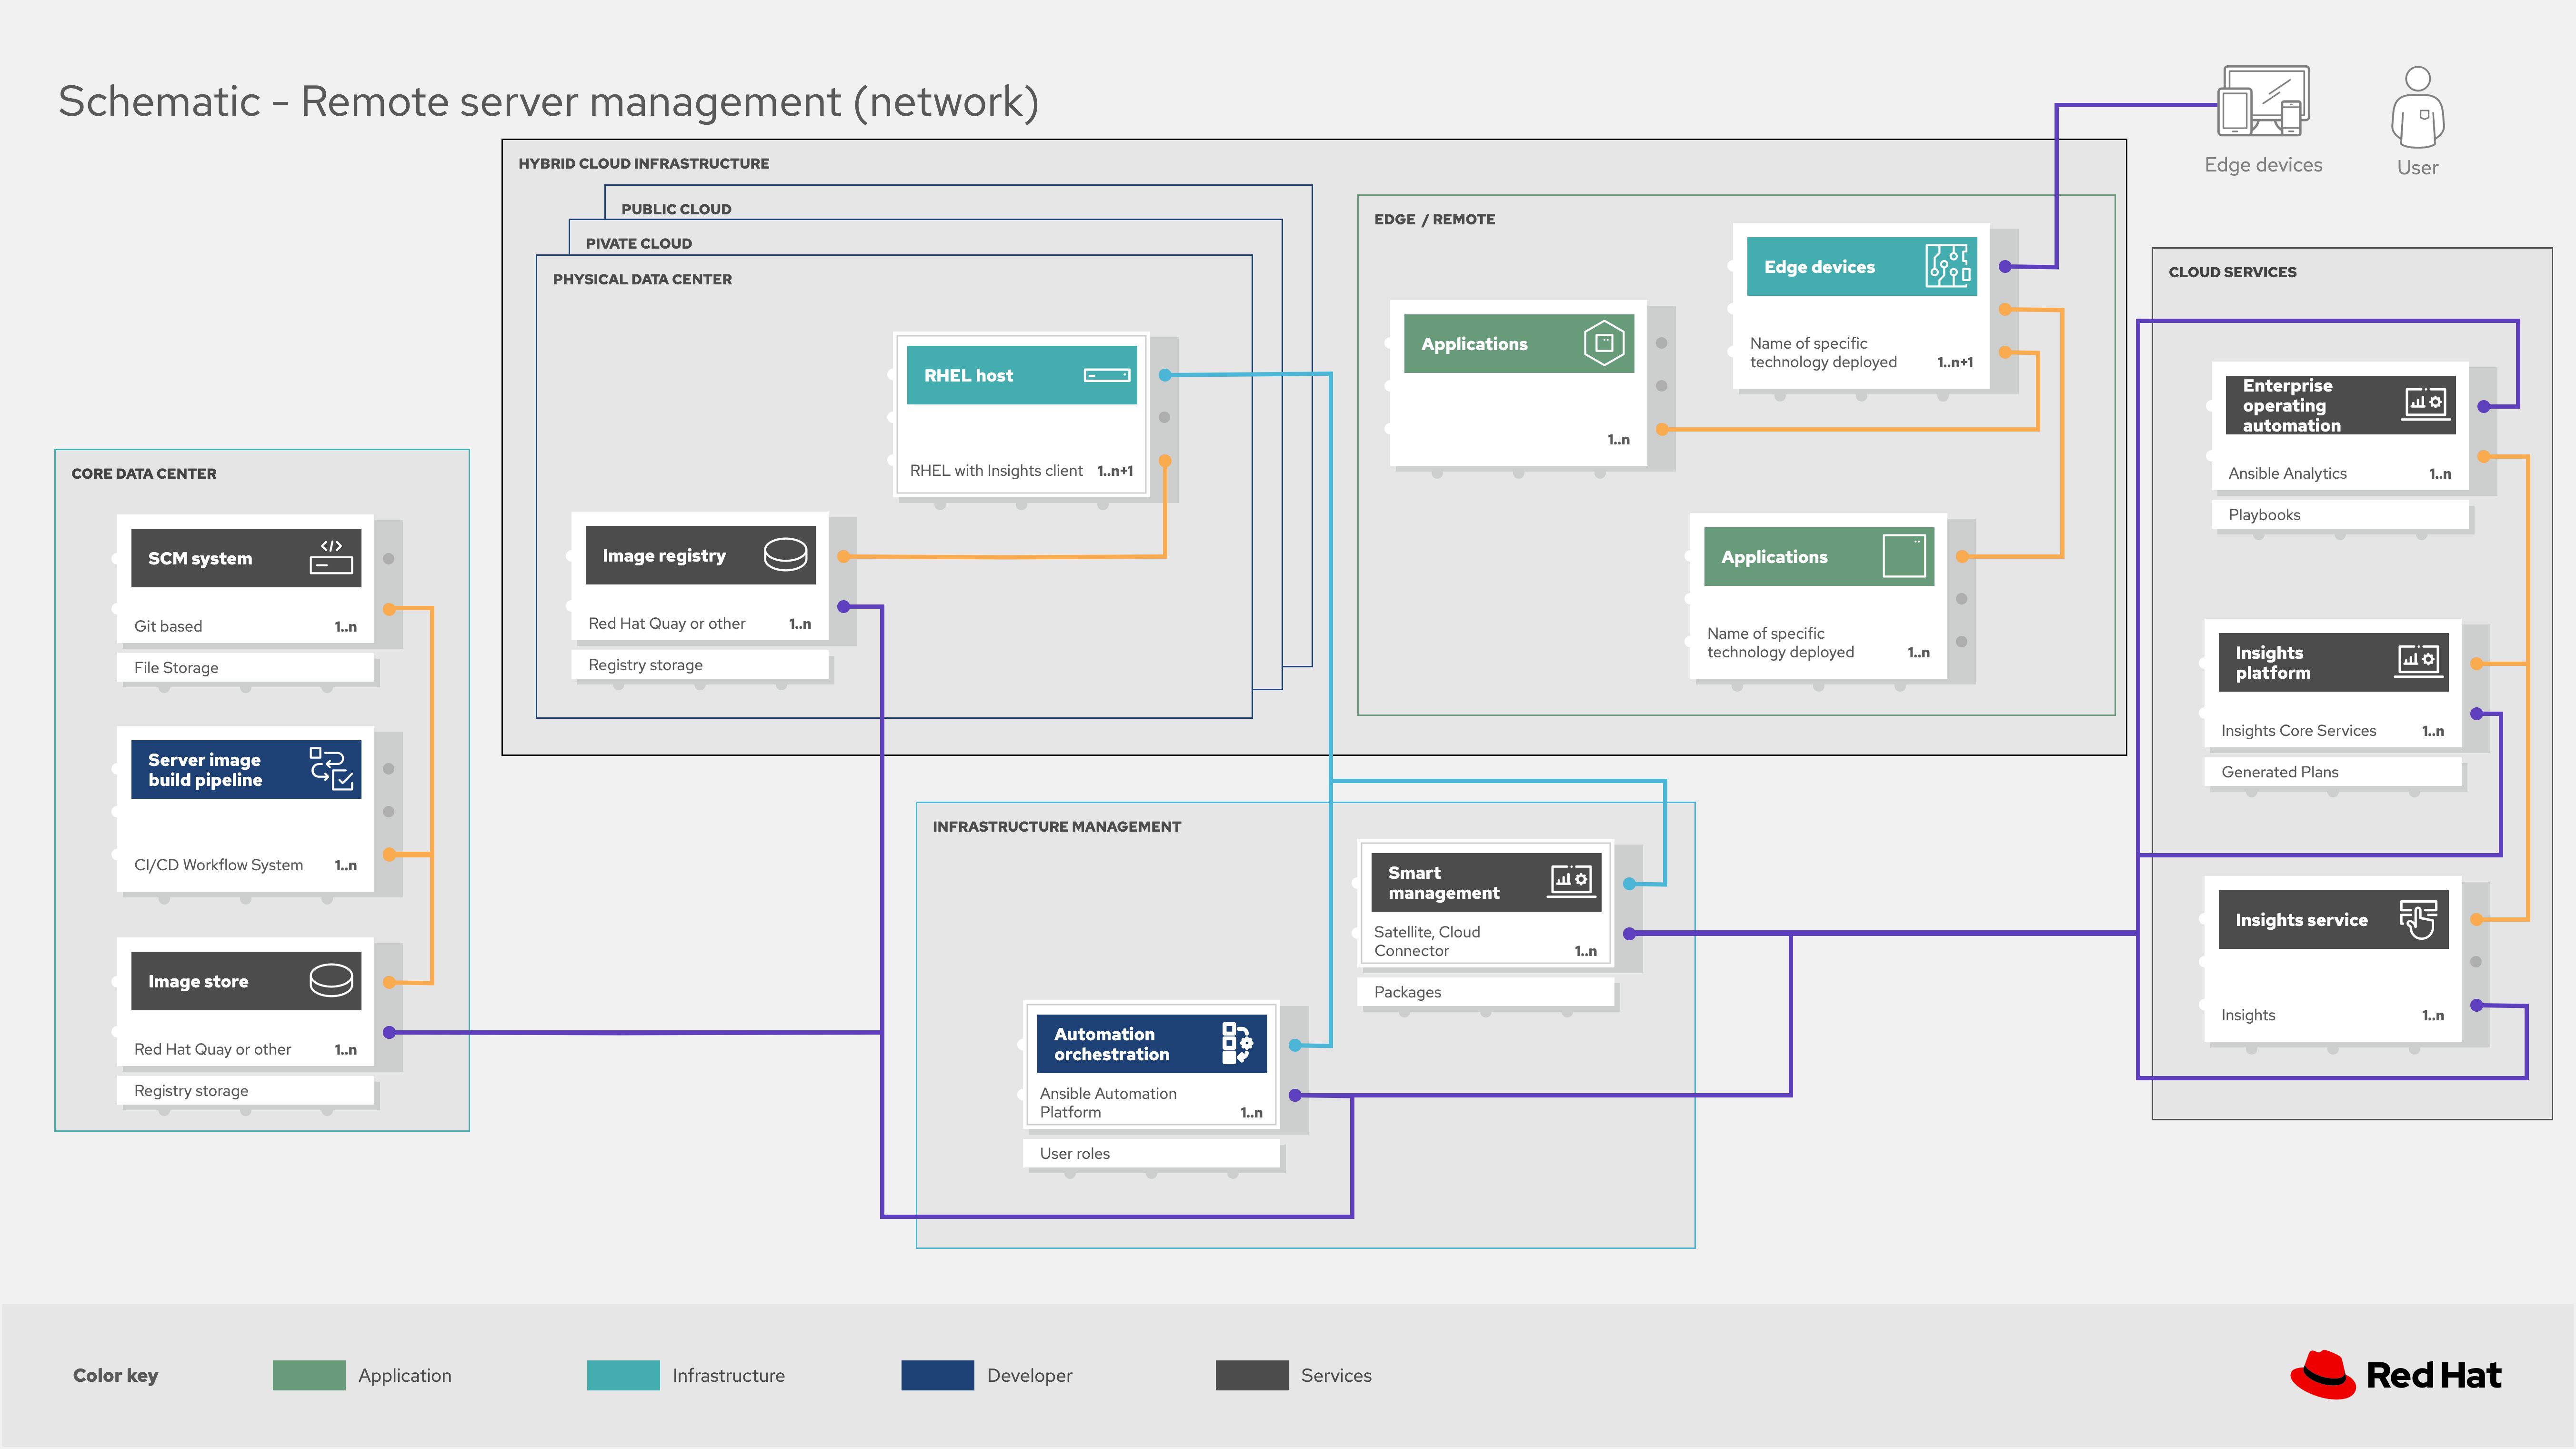 Schematic - Remote server management (network)
Edge devices
User
HYBRID CLOUD INFRASTRUCTURE
PUBLIC CLOUD
PIVATE CLOUD
PHYSICAL DATA CENTER
RHEL host
RHEL with Insights client 1..n+1
Image registry
Red Hat Quay or other 1..n
Registry storage
EDGE / REMOTE
Edge devices
Name of specific
technology deployed 1..n+1
Applications
1..n
Applications
Name of specific
technology deployed 1..n
CLOUD SERVICES
Enterprise
operating
automation
Ansible Analytics 1..n
Playbooks
Insights
platform
Insights Core Services 1..n
Generated Plans
Insights service
Insights 1..n
CORE DATA CENTER
SCM system
</>
Git based 1..n
File Storage
Server image
build pipeline
CI/CD Workflow System 1..n
Image store
Red Hat Quay or other 1..n
Registry storage
INFRASTRUCTURE MANAGEMENT
Smart
management
Satellite, Cloud
Connector 1..n
Packages
Automation
orchestration
Ansible Automation
Platform 1..n
User roles
Color key
Application
Infrastructure
Developer
Services
Red Hat